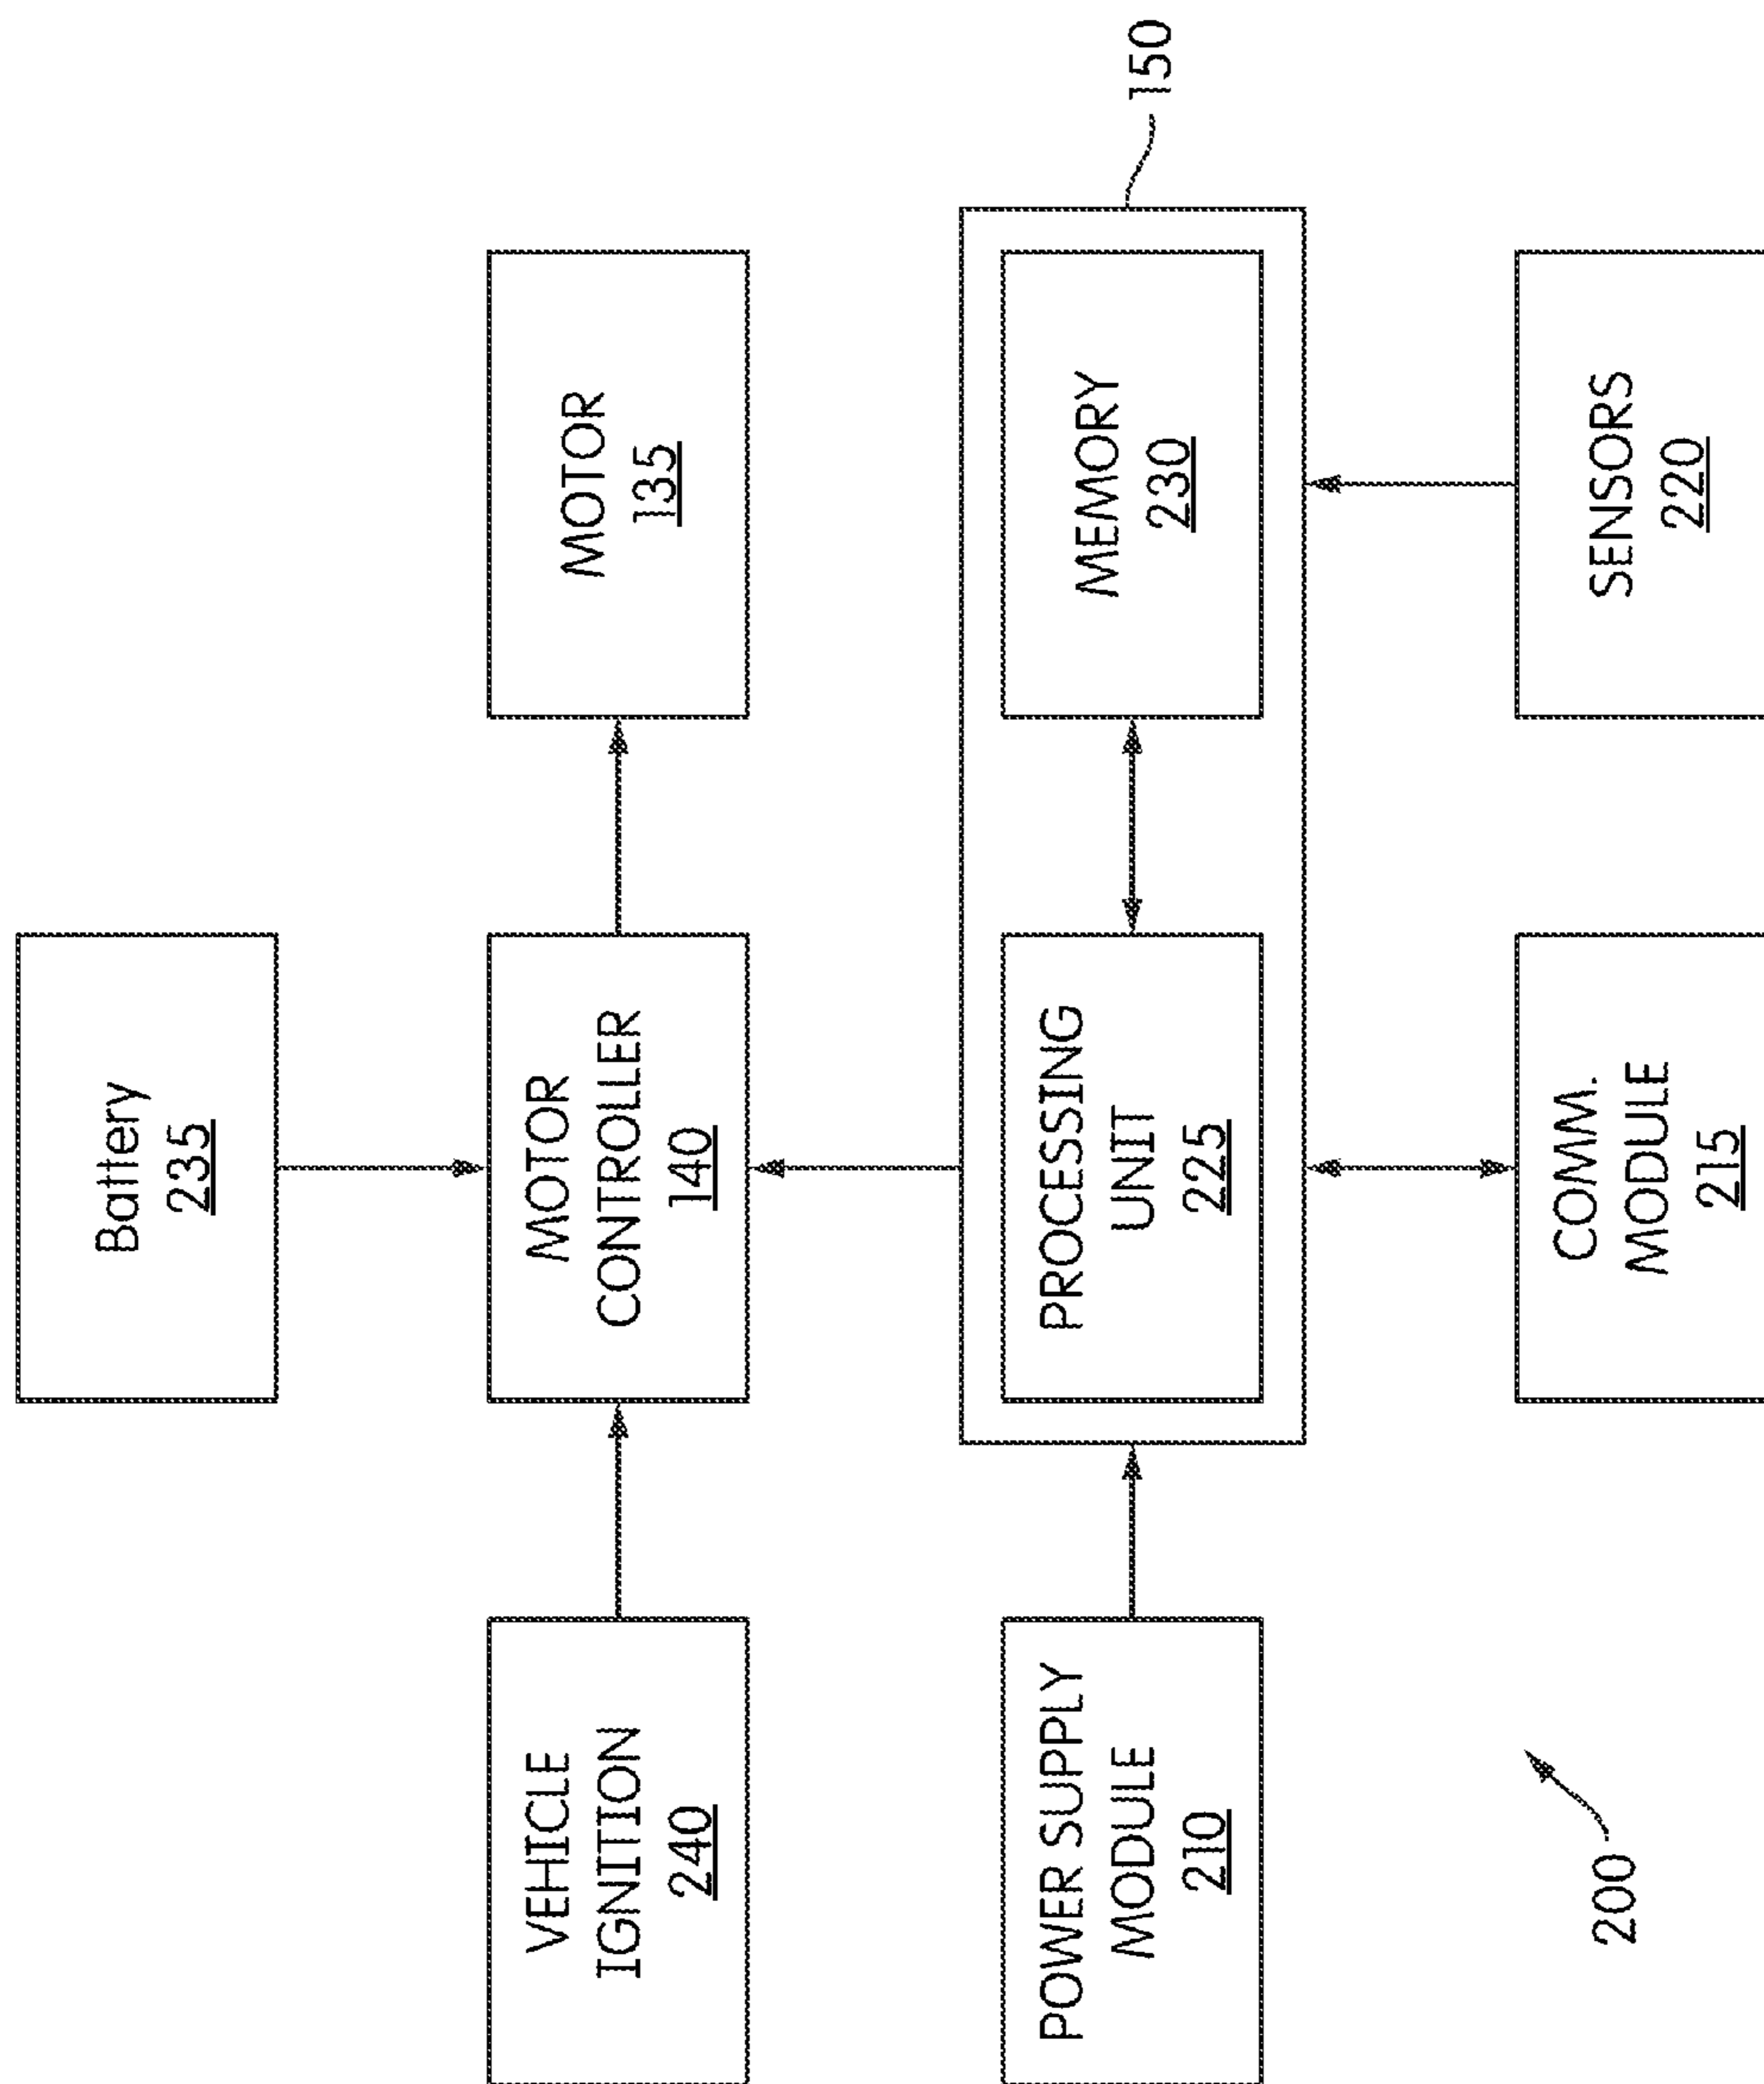 Battery
235
VEHICLE
IGNITION
240
MOTOR
CONTROLLER
140
MOTOR
135
150
POWER SUPPLY
MODULE
210
PROCESSING
UNIT
225
MEMORY
230
200
COMM.
MODULE
215
SENSORS
220